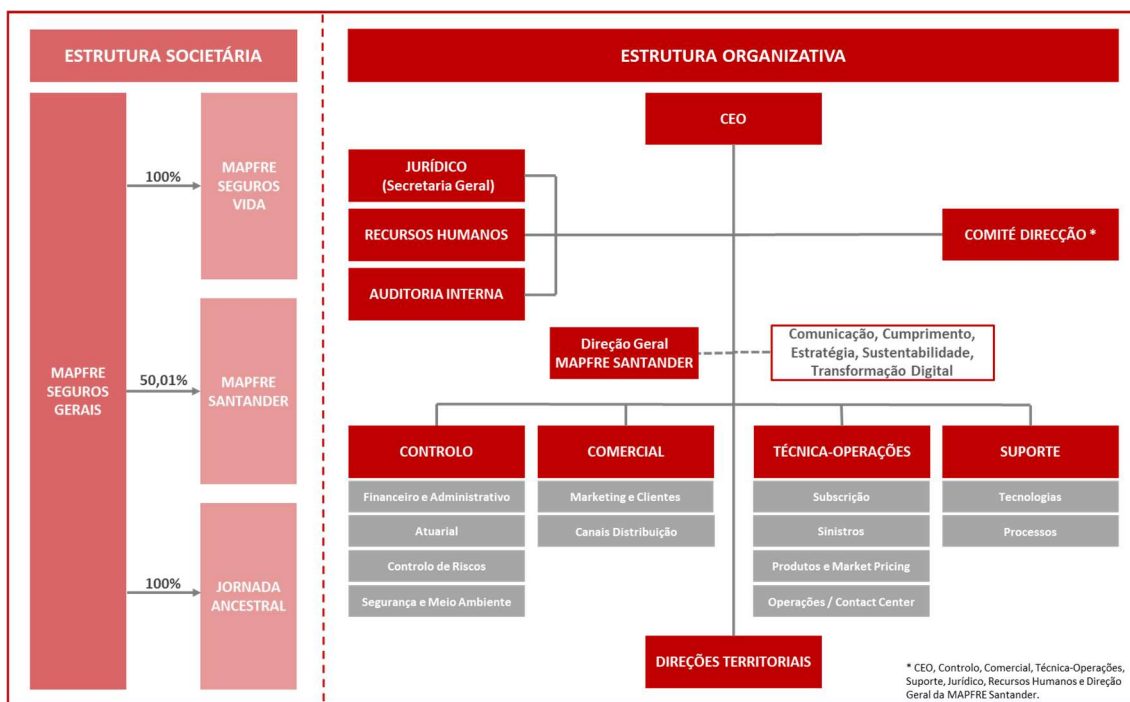 ESTRUTURA SOCIETÁRIA
MAPFRE
SEGUROS
GERAIS
100%
MAPFRE
SEGUROS
VIDA
50,01%
MAPFRE
SANTANDER
100%
JORNADA
ANCESTRAL
ESTRUTURA ORGANIZATIVA
CEO
JURÍDICO
(Secretaria Geral)
RECURSOS HUMANOS
AUDITORIA INTERNA
COMITÉ DIRECÇÃO *
Direção Geral
MAPFRE SANTANDER
Comunicação, Cumprimento,
Estratégia, Sustentabilidade,
Transformação Digital
CONTROLO
Financeiro e Administrativo
Atuarial
Controlo de Riscos
Segurança e Meio Ambiente
COMERCIAL
Marketing e Clientes
Canais Distribuição
TÉCNICA-OPERAÇÕES
Subscrição
Sinistros
Produtos e Market Pricing
Operações / Contact Center
SUPORTE
Tecnologias
Processos
DIREÇÕES TERRITORIAIS
* CEO, Controlo, Comercial, Técnica-Operações,
Suporte, Jurídico, Recursos Humanos e Direção
Geral da MAPFRE Santander.